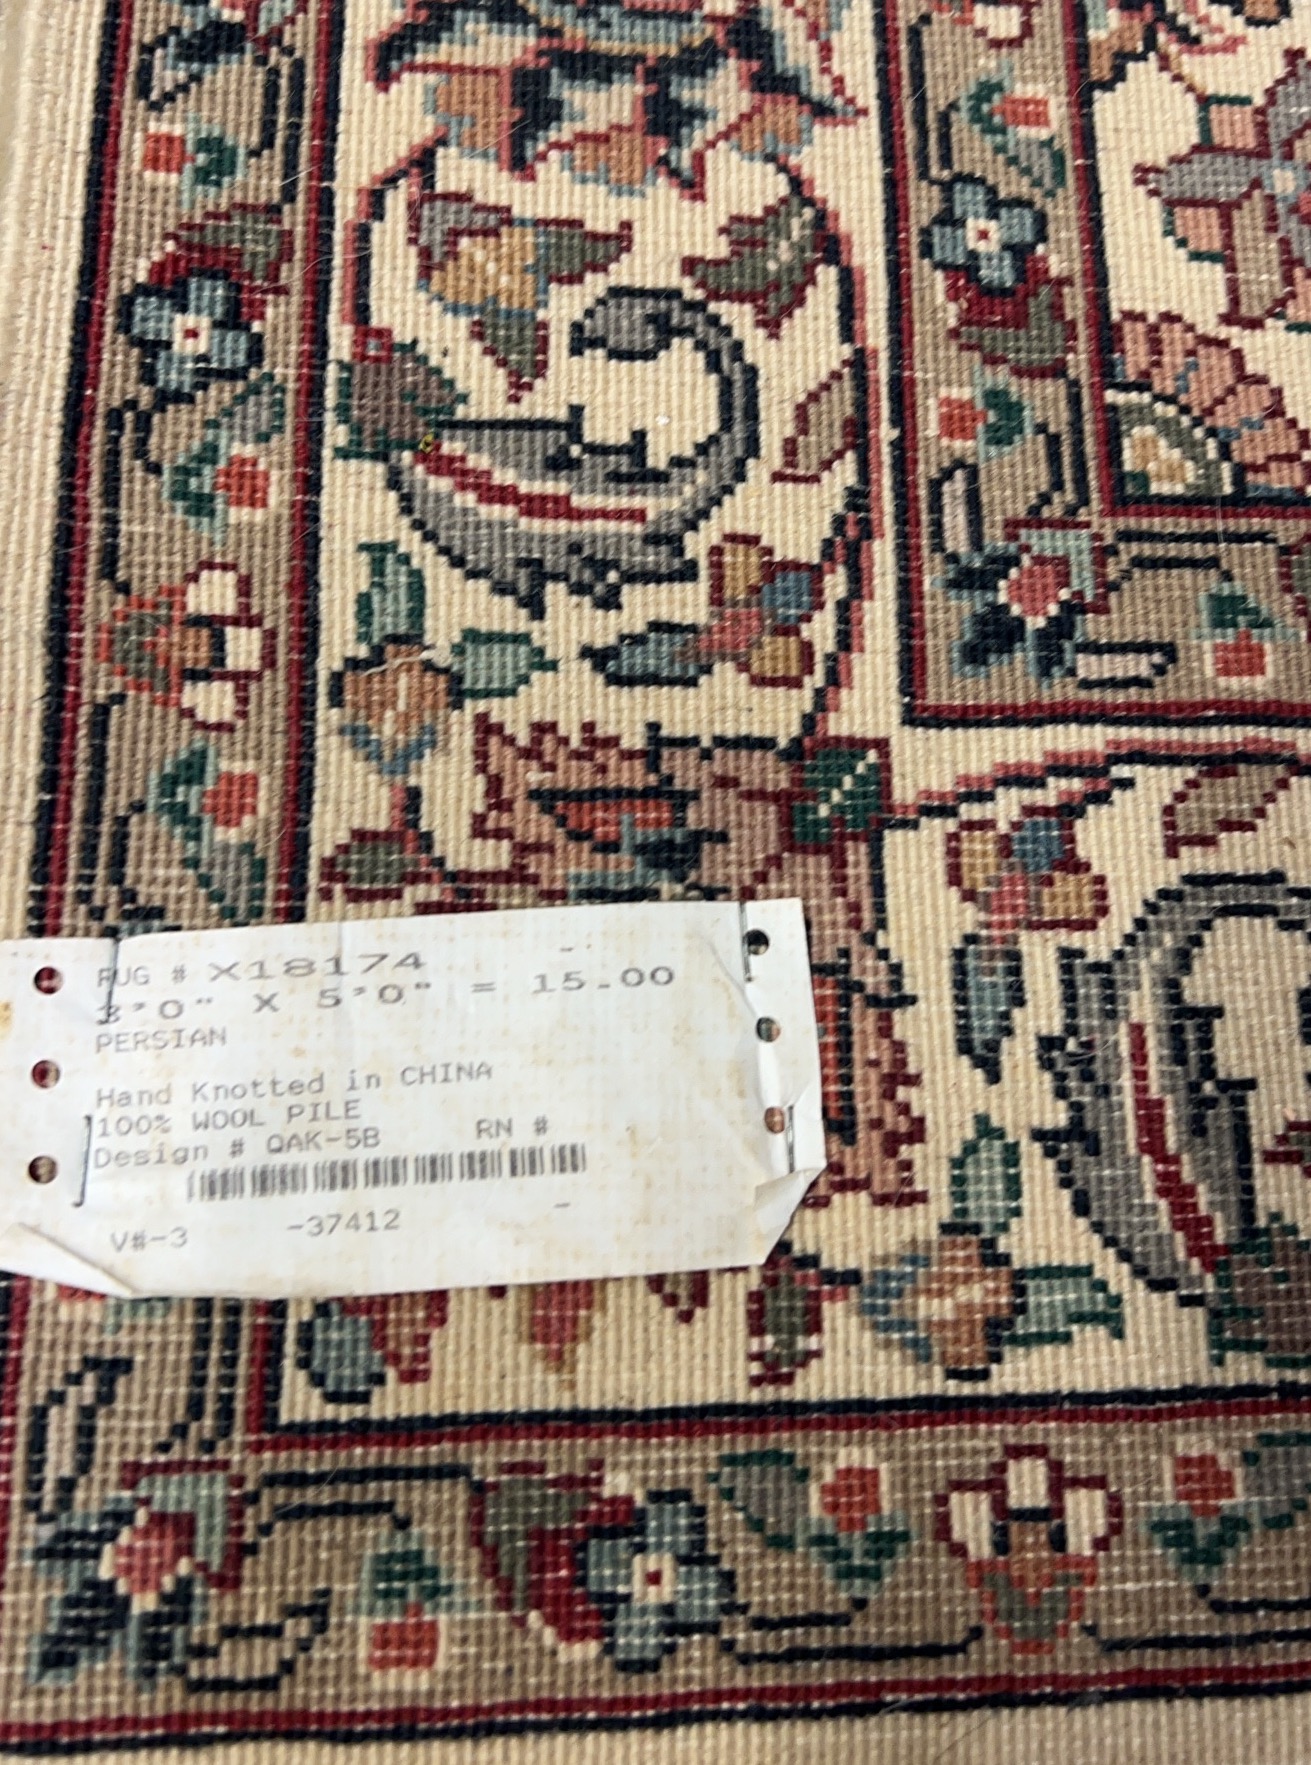 RUG # X18174 -
3'0" X 5'0" = 15.00
PERSIAN
Hand Knotted in CHINA
100% WOOL PILE
Design # QAK-5B RN #
V#-3 -37412 -